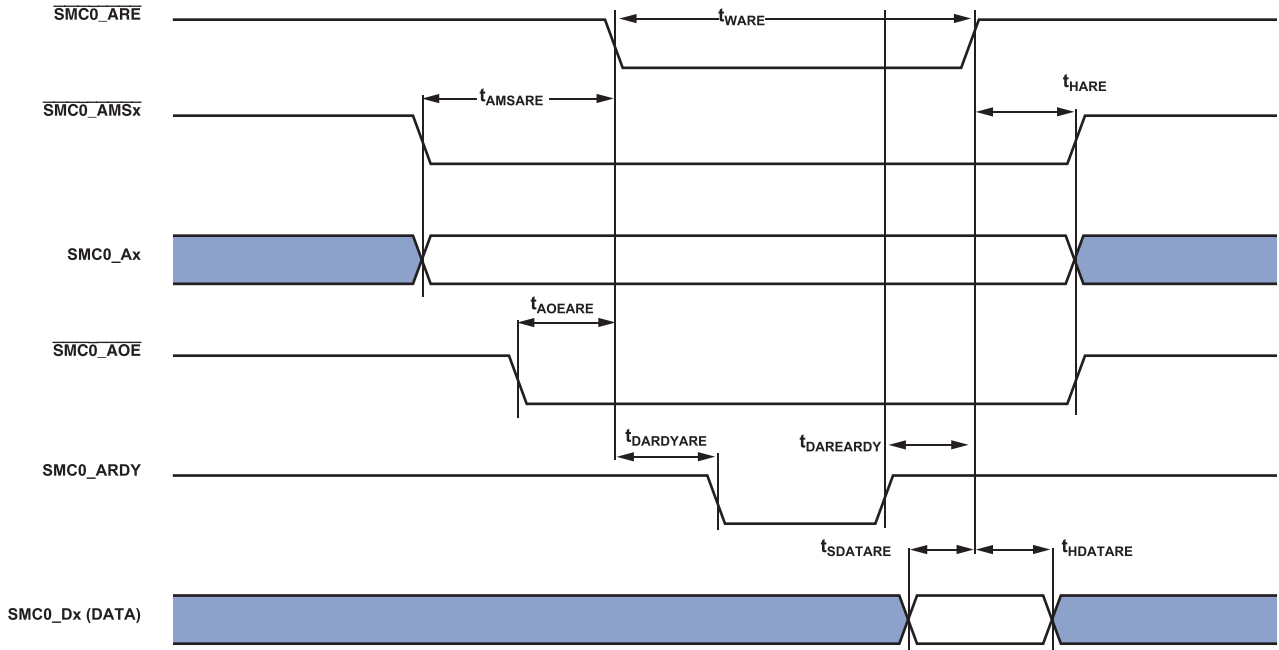 SMC0_ARE
tWARE
tHARE
tAMSARE
SMC0_AMSx
SMC0_Ax
tAOEARE
SMC0_AOE
tDARDYARE
tDAREARDY
SMC0_ARDY
tSDATARE
tHDATARE
SMC0_Dx (DATA)